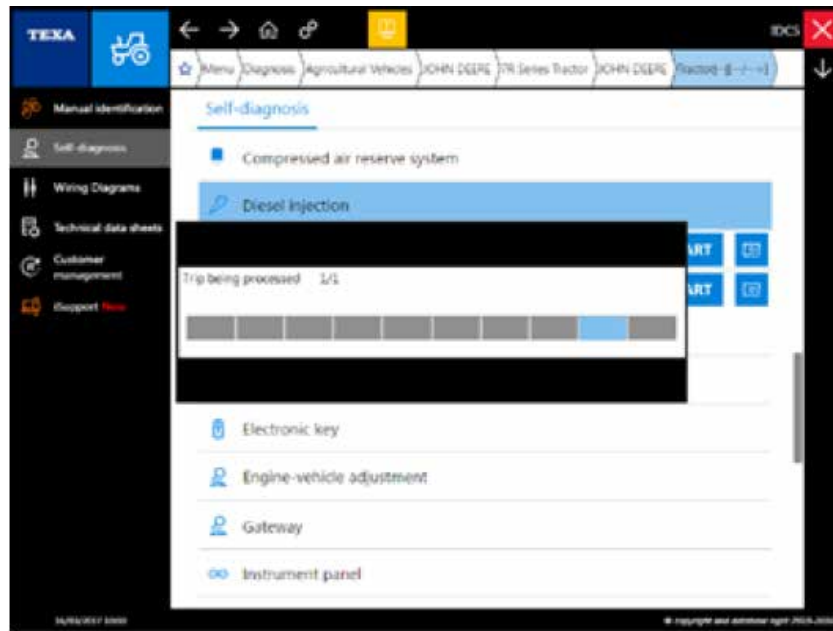 TEXA
IDCS
Menu Diagnosis Agricultural Vehicles JOHN DEERE 7R Series Tractor JOHN DEERE
Manual identification
Self-diagnosis
Wiring Diagrams
Technical data sheets
Customer
management
iSupport New
Self-diagnosis
Compressed air reserve system
Diesel injection
ART
ART
Trip being processed 1/1
Electronic key
Engine-vehicle adjustment
Gateway
Instrument panel